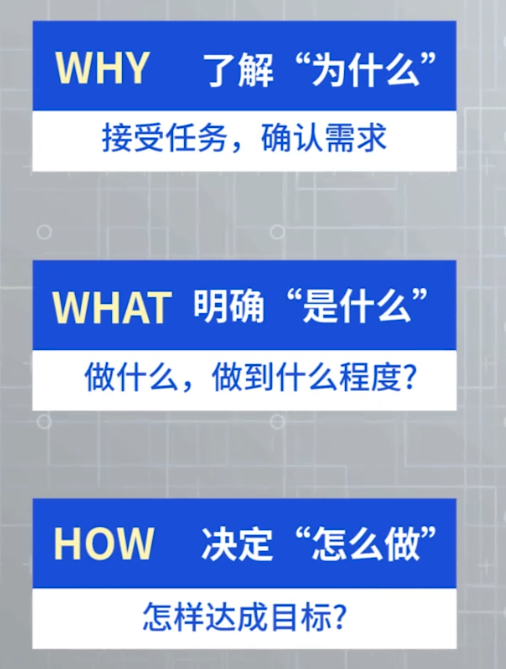 WHY 了解“为什么”
接受任务，确认需求
WHAT 明确“是什么”
做什么，做到什么程度?
HOW 决定“怎么做”
怎样达成目标?